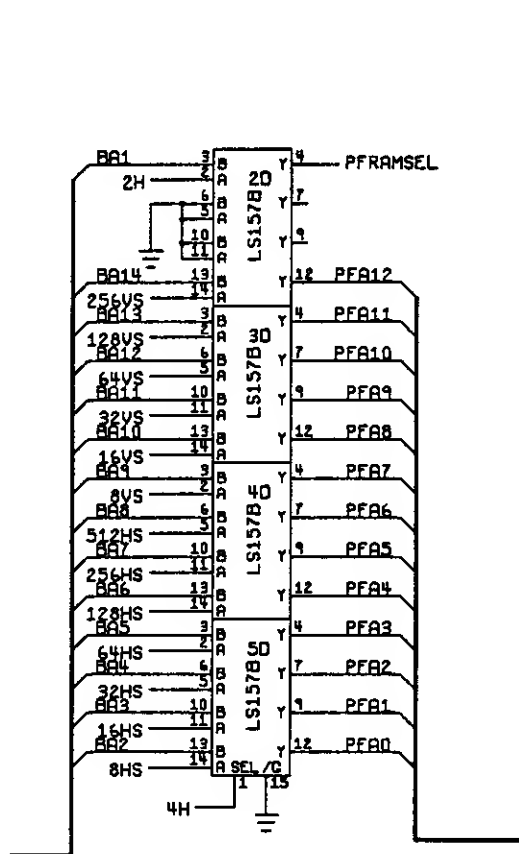 BA1 3 B Y 4 PFRAMSEL
2H 2 A 2D
6 B Y 7
5 A
10 B Y 9
11 A
LS157B
BA14 13 B Y 12 PFA12
256VS 14 A
BA13 3 B Y 4 PFA11
128VS 2 A 3D
BA12 6 B Y 7 PFA10
64VS 5 A
LS157B
BA11 10 B Y 9 PFA9
32VS 11 A
BA10 13 B Y 12 PFA8
16VS 14 A
BA9 3 B Y 4 PFA7
8VS 2 A 4D
BA8 6 B Y 7 PFA6
512HS 5 A
LS157B
BA7 10 B Y 9 PFA5
256HS 11 A
BA6 13 B Y 12 PFA4
128HS 14 A
BA5 3 B Y 4 PFA3
64HS 2 A 5D
BA4 6 B Y 7 PFA2
32HS 5 A
LS157B
BA3 10 B Y 9 PFA1
16HS 11 A
BA2 13 B Y 12 PFA0
8HS 14 A SEL /G
1 15
4H